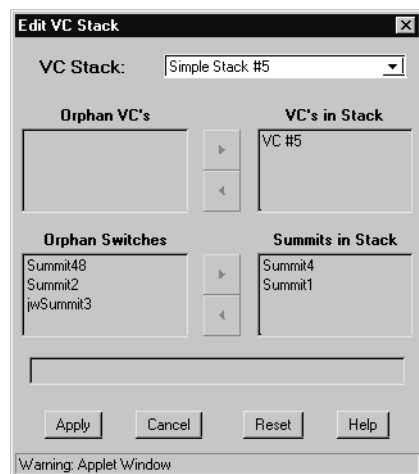 Edit VC Stack
VC Stack: Simple Stack #5
Orphan VC's VC's in Stack
VC #5
Orphan Switches Summits in Stack
Summit48 Summit4
Summit2 Summit1
jwSummit3
Apply Cancel Reset Help
Warning: Applet Window